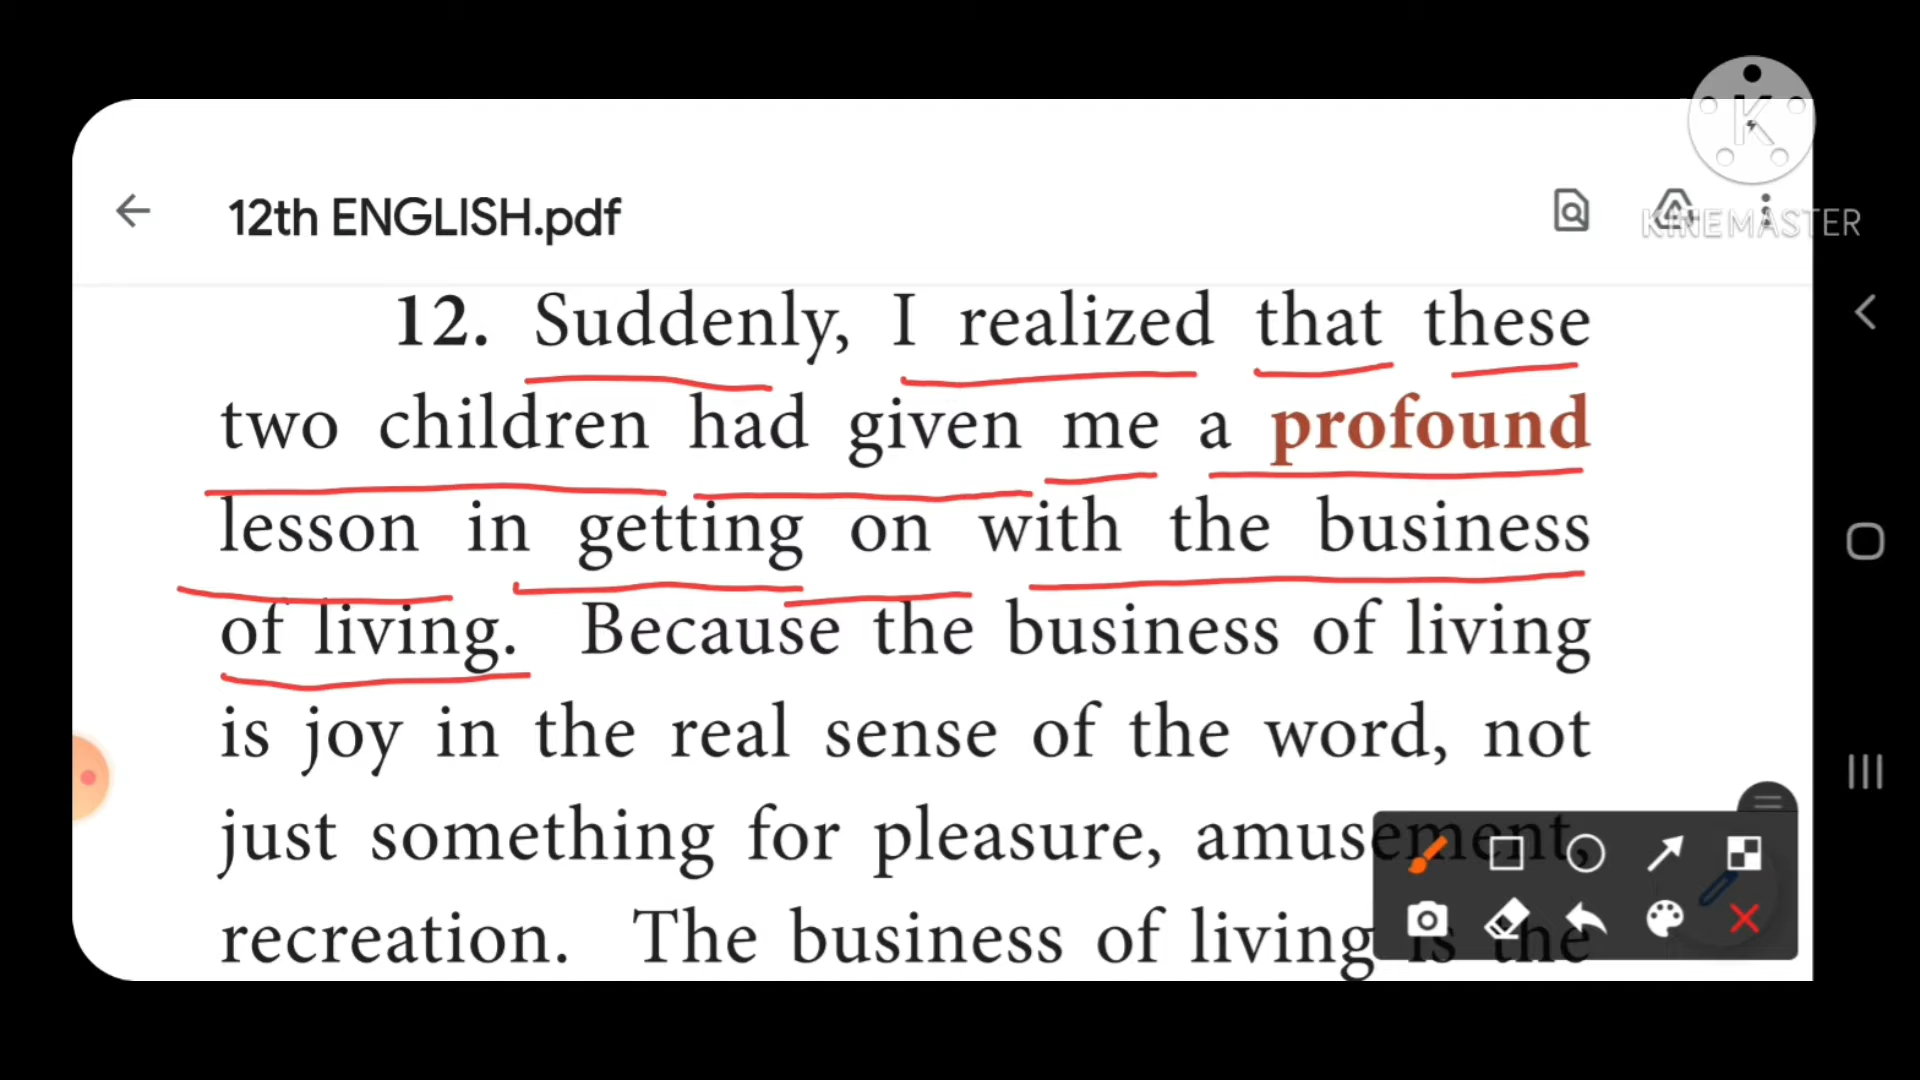 12th ENGLISH.pdf
KINEMASTER
12. Suddenly, I realized that these
two children had given me a profound
lesson in getting on with the business
of living. Because the business of living
is joy in the real sense of the word, not
just something for pleasure, amusement,
recreation. The business of living is the